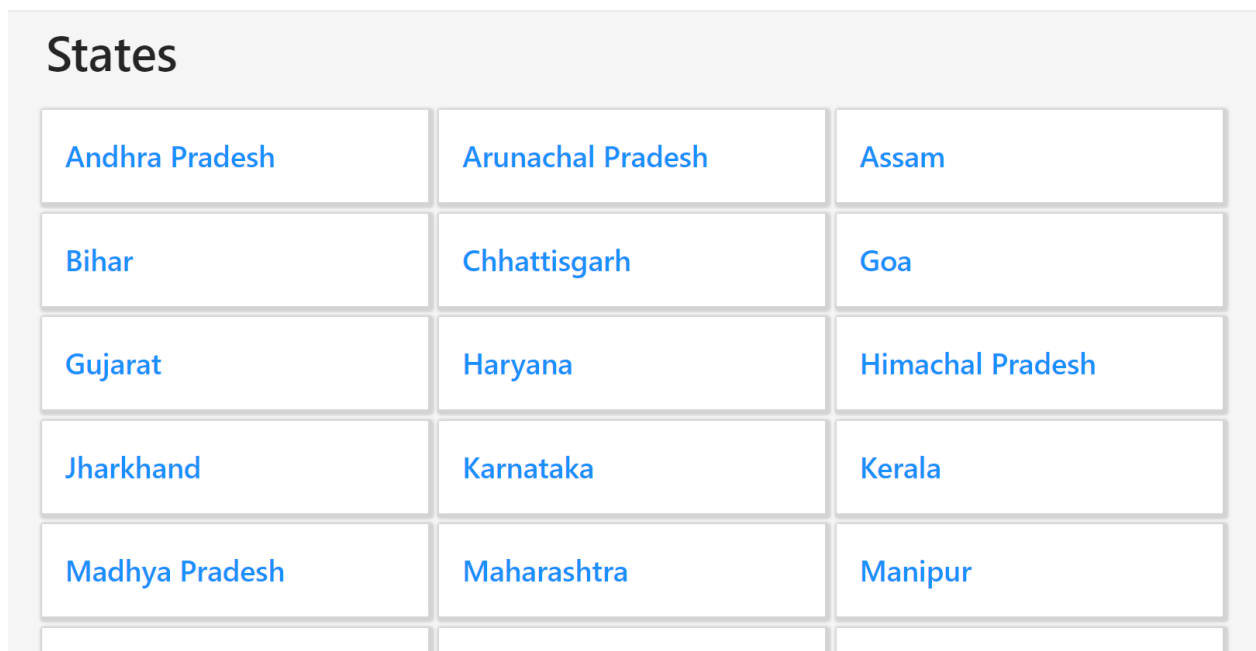 States
Andhra Pradesh
Arunachal Pradesh
Assam
Bihar
Chhattisgarh
Goa
Gujarat
Haryana
Himachal Pradesh
Jharkhand
Karnataka
Kerala
Madhya Pradesh
Maharashtra
Manipur